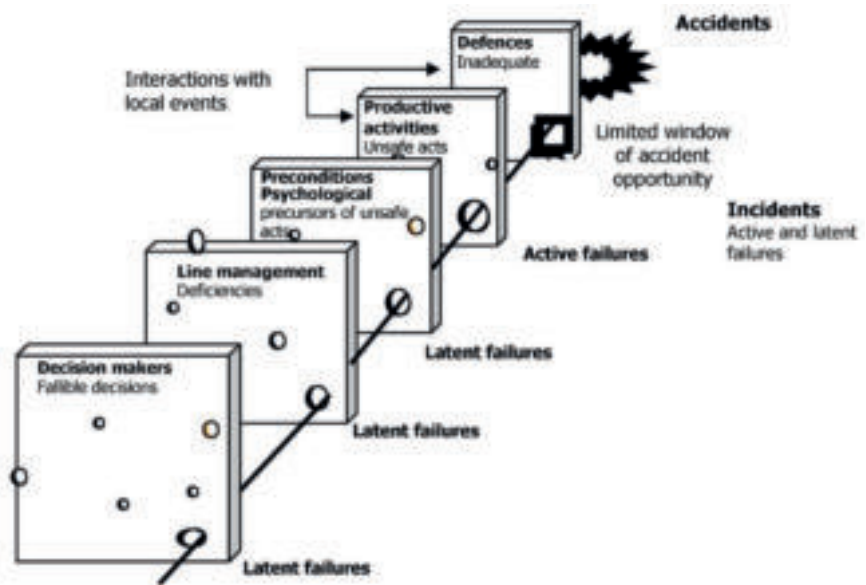 Accidents
Defences
Inadequate
Interactions with
local events
Productive
activities
Unsafe acts
Limited window
of accident
opportunity
Preconditions
Psychological
precursors of unsafe
acts
Incidents
Active and latent
failures
Active failures
Line management
Deficiencies
Latent failures
Decision makers
Fallible decisions
Latent failures
Latent failures